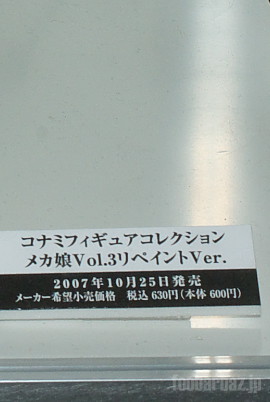 コナミフィギュアコレクション
メカ娘Vol.3リペイントVer.
2007年10月25日発売
メーカー希望小売価格 税込 630円(本体 600円)
foobarbaz.jp